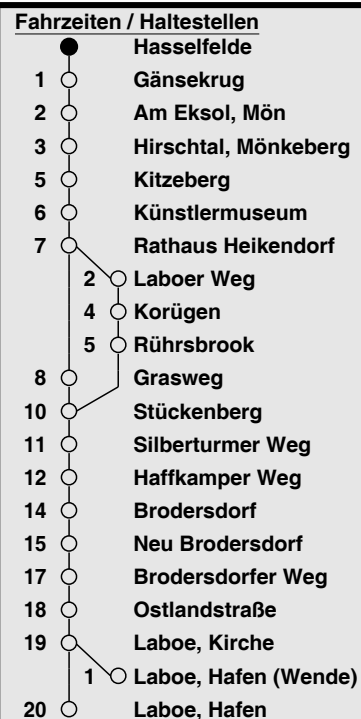 Fahrzeiten / Haltestellen
Hasselfelde
1 Gänsekrug
2 Am Eksol, Mön
3 Hirschtal, Mönkeberg
5 Kitzeberg
6 Künstlermuseum
7 Rathaus Heikendorf
2 Laboer Weg
4 Korügen
5 Rührsbrook
8 Grasweg
10 Stückenberg
11 Silberturmer Weg
12 Haffkamper Weg
14 Brodersdorf
15 Neu Brodersdorf
17 Brodersdorfer Weg
18 Ostlandstraße
19 Laboe, Kirche
1 Laboe, Hafen (Wende)
20 Laboe, Hafen